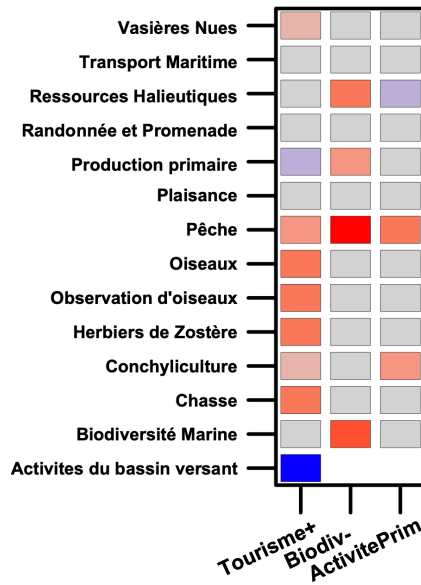 Vasières Nues
Transport Maritime
Ressources Halieutiques
Randonnée et Promenade
Production primaire
Plaisance
Pêche
Oiseaux
Observation d'oiseaux
Herbiers de Zostère
Conchyliculture
Chasse
Biodiversité Marine
Activites du bassin versant
Tourisme+
Biodiv-
ActivitePrim